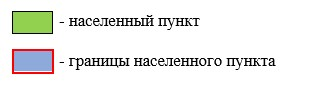 - населенный пункт
- границы населенного пункта